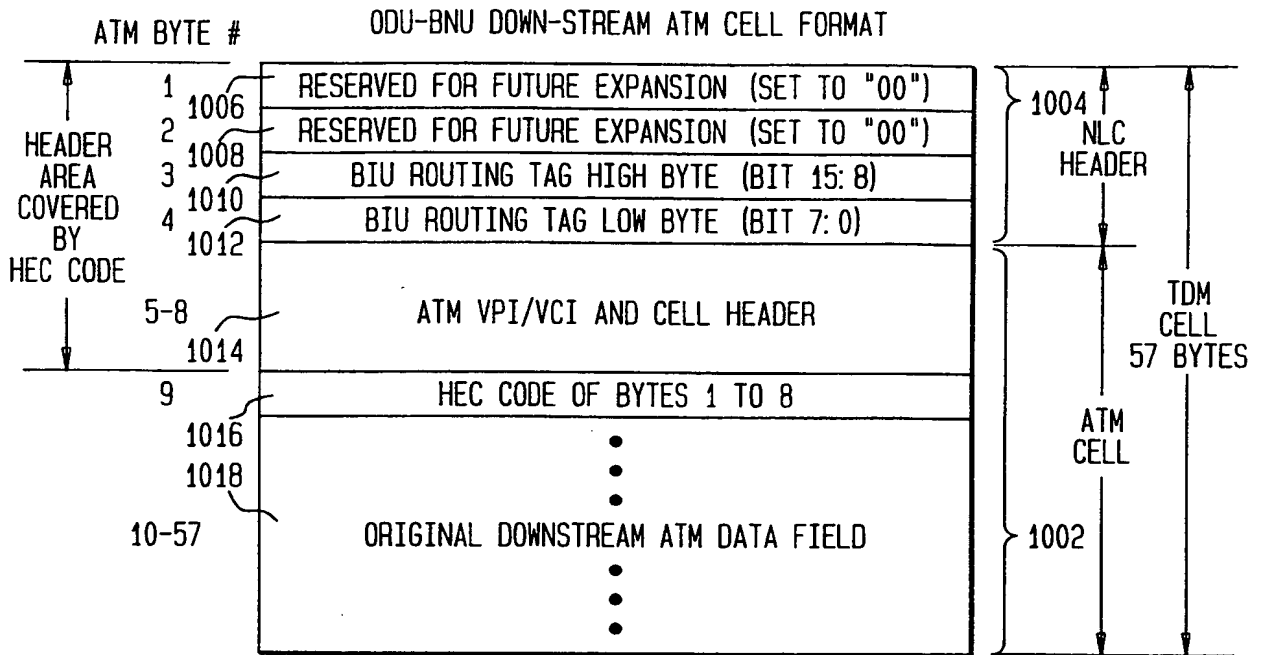 ODU-BNU DOWN-STREAM ATM CELL FORMAT
ATM BYTE #
1
1006
RESERVED FOR FUTURE EXPANSION (SET TO "00")
2
1008
RESERVED FOR FUTURE EXPANSION (SET TO "00")
3
1010
BIU ROUTING TAG HIGH BYTE (BIT 15:8)
4
1012
BIU ROUTING TAG LOW BYTE (BIT 7:0)
5-8
1014
ATM VPI/VCI AND CELL HEADER
9
1016
HEC CODE OF BYTES 1 TO 8
1018
10-57
ORIGINAL DOWNSTREAM ATM DATA FIELD
HEADER
AREA
COVERED
BY
HEC CODE
1004
NLC
HEADER
TDM
CELL
57 BYTES
ATM
CELL
1002